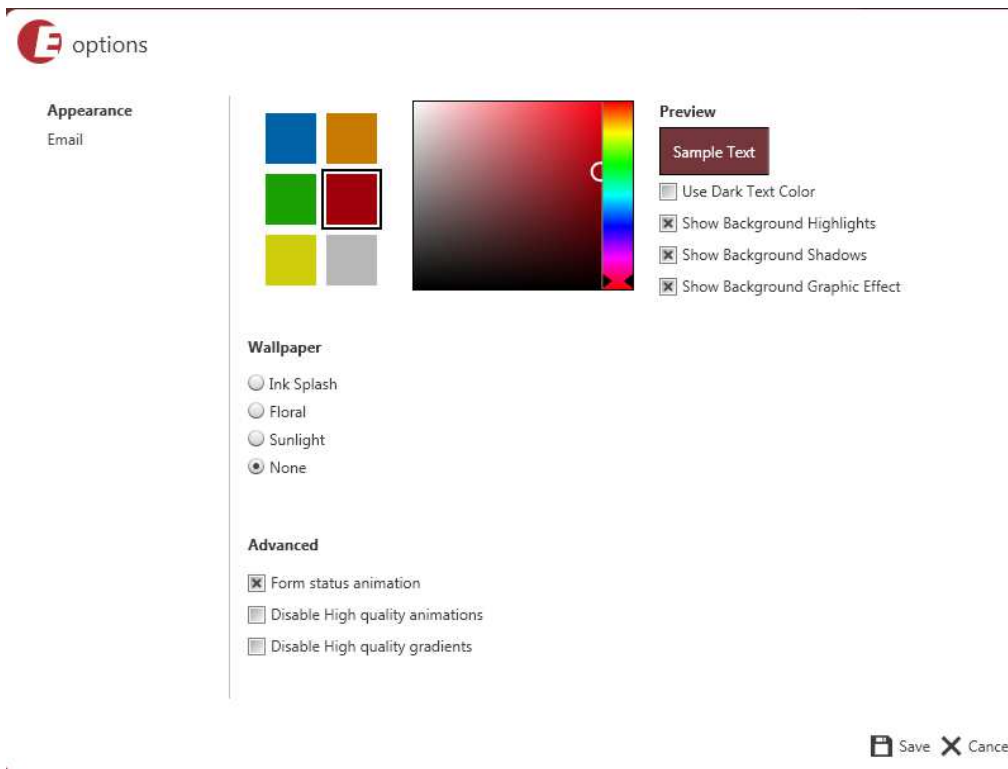 E options
Appearance
Email
Preview
Sample Text
Use Dark Text Color
Show Background Highlights
Show Background Shadows
Show Background Graphic Effect
Wallpaper
Ink Splash
Floral
Sunlight
None
Advanced
Form status animation
Disable High quality animations
Disable High quality gradients
Save Cance